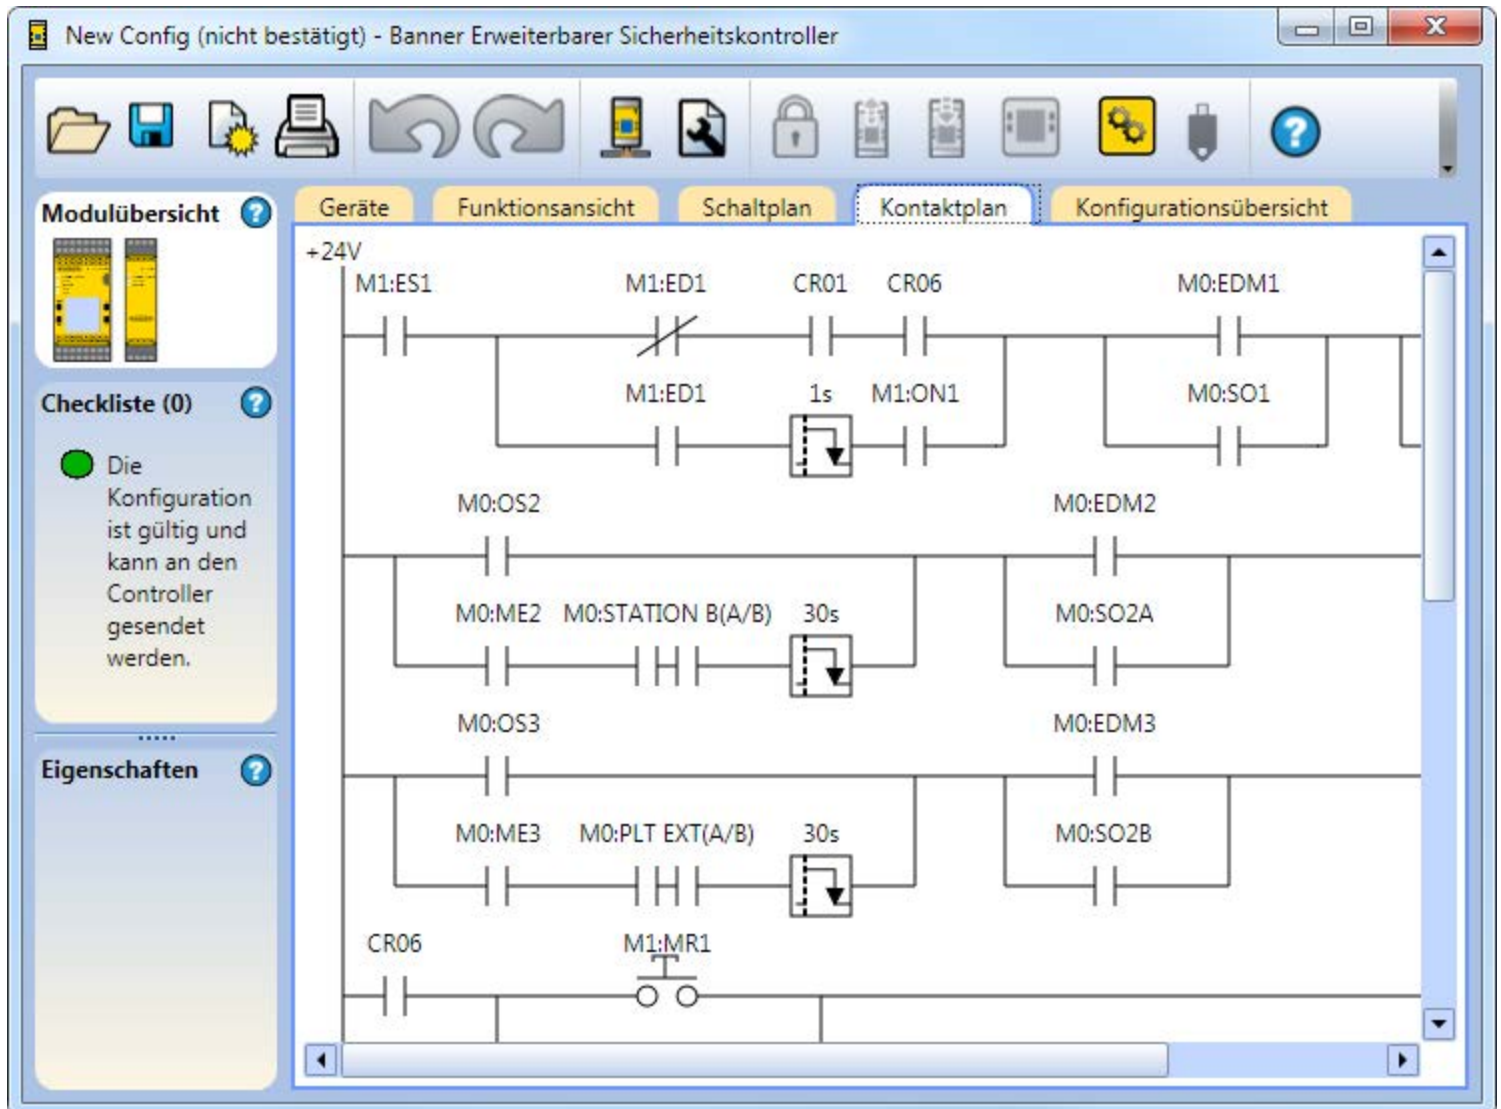 New Config (nicht bestätigt) - Banner Erweiterbarer Sicherheitskontroller
Modulübersicht
Geräte
Funktionsansicht
Schaltplan
Kontaktplan
Konfigurationsübersicht
Checkliste (0)
Die
Konfiguration
ist gültig und
kann an den
Controller
gesendet
werden.
Eigenschaften
+24V
M1:ES1 M1:ED1 CR01 CR06 M0:EDM1
M1:ED1 1s M1:ON1 M0:SO1
M0:OS2 M0:EDM2
M0:ME2 M0:STATION B(A/B) 30s M0:SO2A
M0:OS3 M0:EDM3
M0:ME3 M0:PLT EXT(A/B) 30s M0:SO2B
CR06 M1:MR1